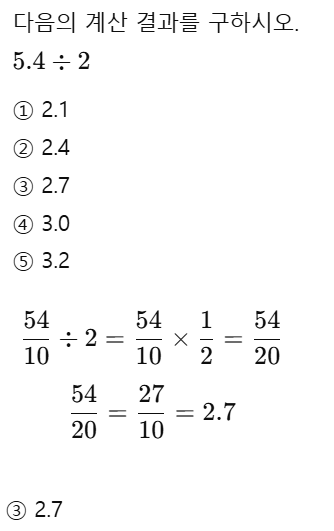 다음의 계산 결과를 구하시오.
5.4 ÷ 2
① 2.1
② 2.4
③ 2.7
④ 3.0
⑤ 3.2
54/10 ÷ 2 = 54/10 × 1/2 = 54/20
54/20 = 27/10 = 2.7
③ 2.7